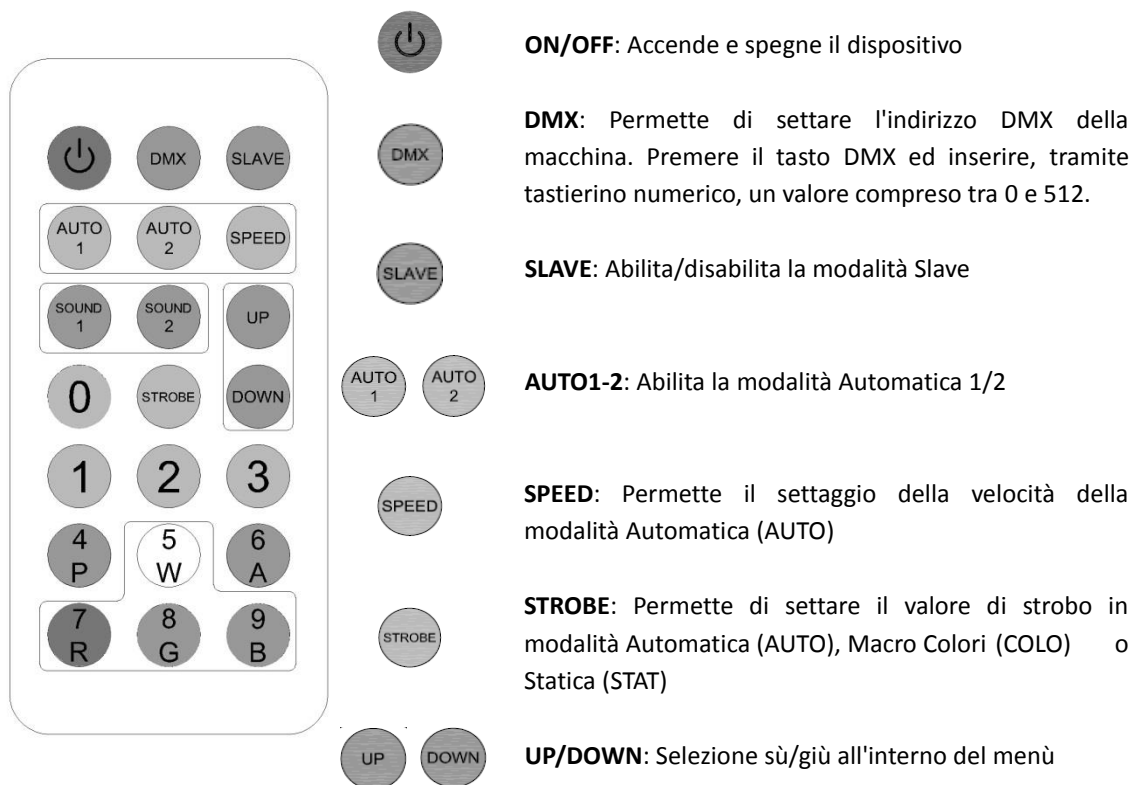 DMX SLAVE
AUTO 1 AUTO 2 SPEED
SOUND 1 SOUND 2 UP
0 STROBE DOWN
1 2 3
4 P 5 W 6 A
7 R 8 G 9 B
ON/OFF: Accende e spegne il dispositivo
DMX
DMX: Permette di settare l'indirizzo DMX della
macchina. Premere il tasto DMX ed inserire, tramite
tastierino numerico, un valore compreso tra 0 e 512.
SLAVE
SLAVE: Abilita/disabilita la modalità Slave
AUTO 1 AUTO 2
AUTO1-2: Abilita la modalità Automatica 1/2
SPEED
SPEED: Permette il settaggio della velocità della
modalità Automatica (AUTO)
STROBE
STROBE: Permette di settare il valore di strobo in
modalità Automatica (AUTO), Macro Colori (COLO) o
Statica (STAT)
UP DOWN
UP/DOWN: Selezione sù/giù all'interno del menù